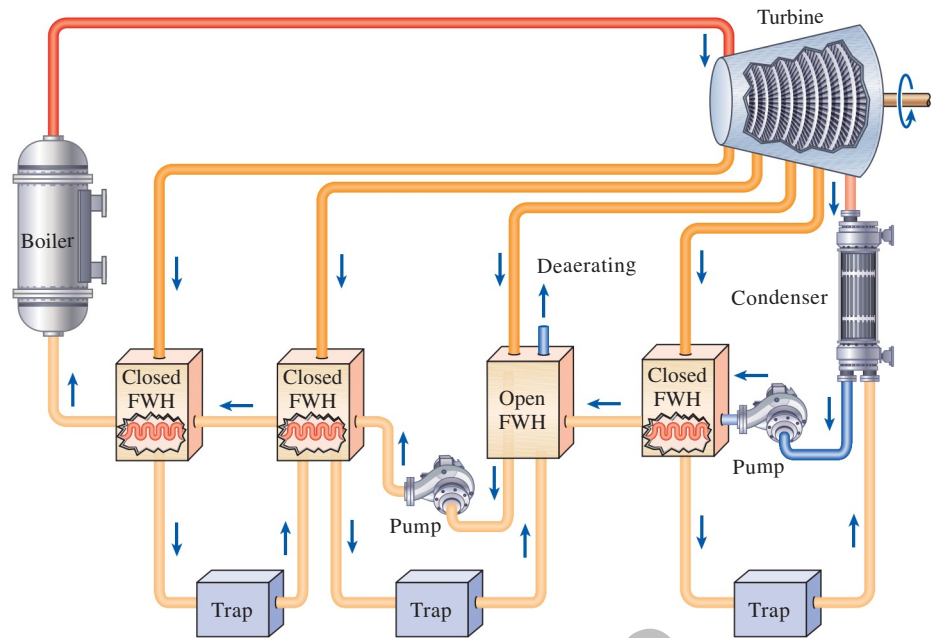 Turbine
Boiler
Deaerating
Condenser
Closed
FWH
Closed
FWH
Open
FWH
Closed
FWH
Pump
Pump
Trap
Trap
Trap